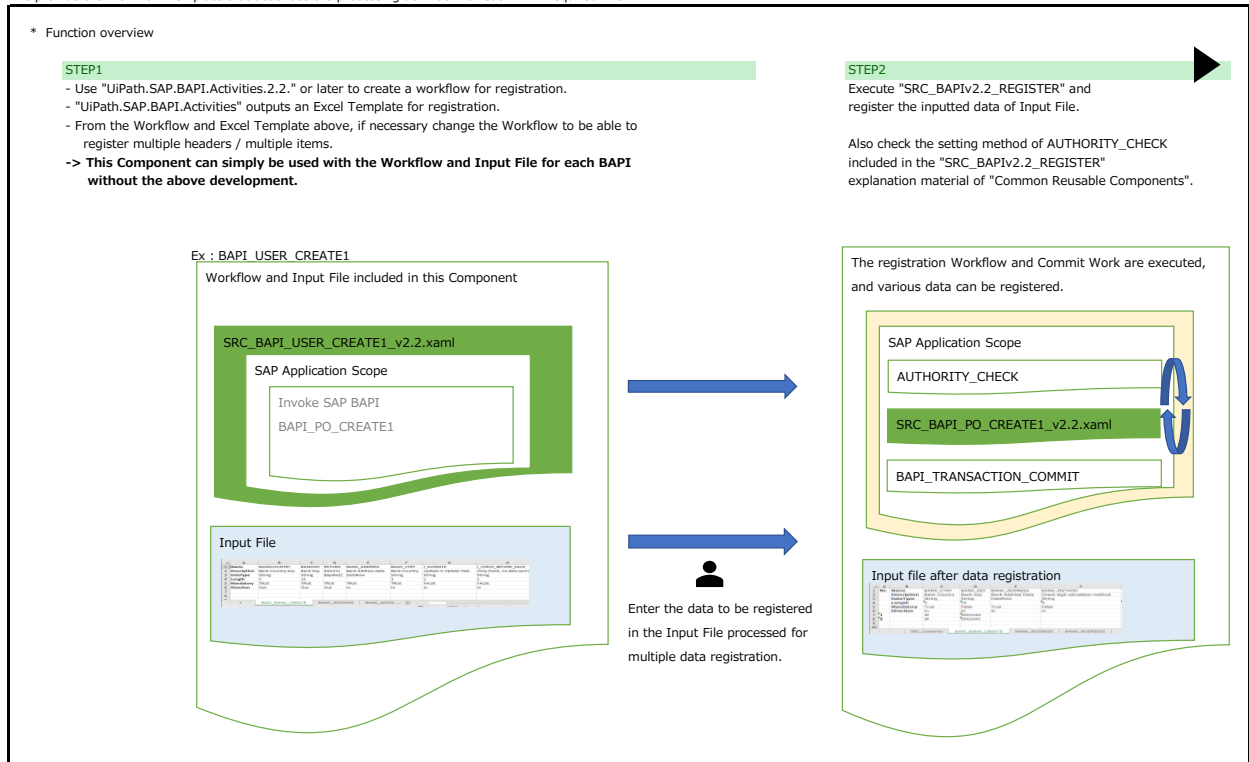 * Function overview
STEP1
- Use "UiPath.SAP.BAPI.Activities.2.2." or later to create a workflow for registration.
- "UiPath.SAP.BAPI.Activities" outputs an Excel Template for registration.
- From the Workflow and Excel Template above, if necessary change the Workflow to be able to
register multiple headers / multiple items.
-> This Component can simply be used with the Workflow and Input File for each BAPI
without the above development.
STEP2
Execute "SRC_BAPIv2.2_REGISTER" and
register the inputted data of Input File.
Also check the setting method of AUTHORITY_CHECK
included in the "SRC_BAPIv2.2_REGISTER"
explanation material of "Common Reusable Components".
Ex : BAPI_USER_CREATE1
Workflow and Input File included in this Component
SRC_BAPI_USER_CREATE1_v2.2.xaml
SAP Application Scope
Invoke SAP BAPI
BAPI_PO_CREATE1
Input File
Enter the data to be registered
in the Input File processed for
multiple data registration.
The registration Workflow and Commit Work are executed,
and various data can be registered.
SAP Application Scope
AUTHORITY_CHECK
SRC_BAPI_PO_CREATE1_v2.2.xaml
BAPI_TRANSACTION_COMMIT
Input file after data registration